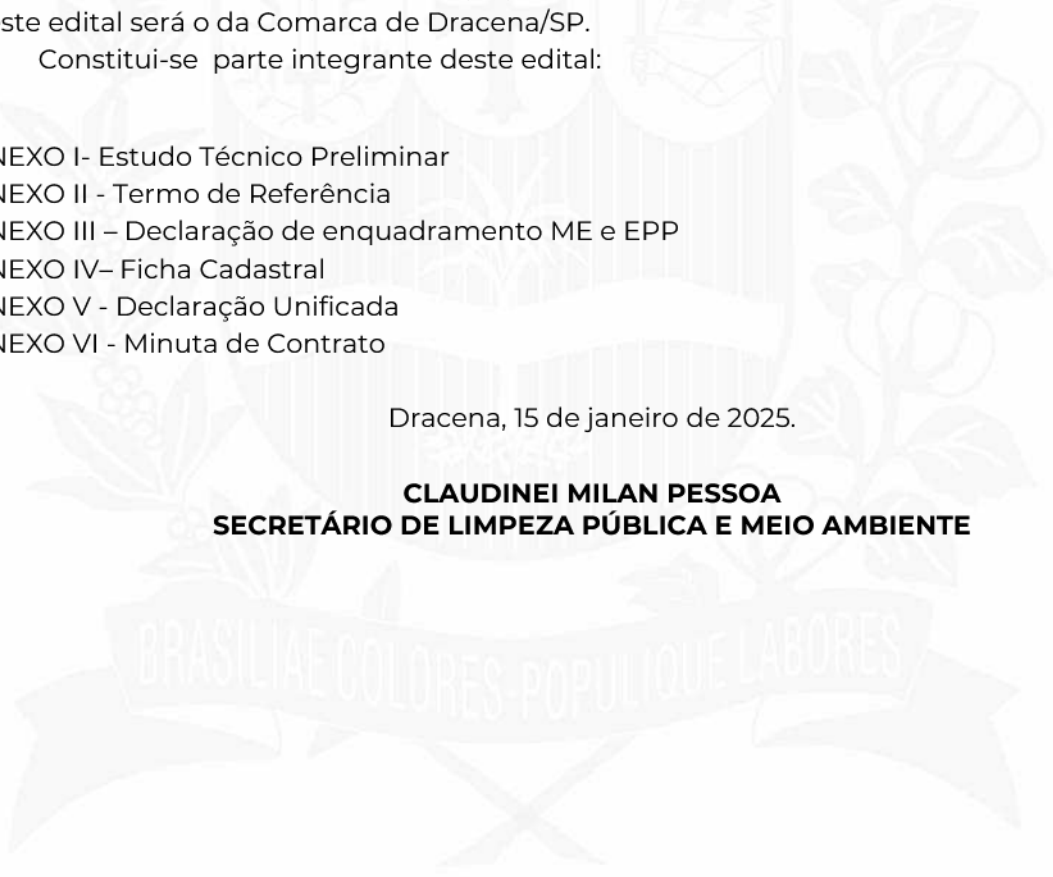 ste edital será o da Comarca de Dracena/SP.
Constitui-se  parte integrante deste edital:
NEXO I- Estudo Técnico Preliminar
NEXO II - Termo de Referência
NEXO III – Declaração de enquadramento ME e EPP
NEXO IV– Ficha Cadastral
NEXO V - Declaração Unificada
NEXO VI - Minuta de Contrato
Dracena, 15 de janeiro de 2025.
CLAUDINEI MILAN PESSOA
SECRETÁRIO DE LIMPEZA PÚBLICA E MEIO AMBIENTE
BRASILIAE COLORES-POPULIQUE LABORES